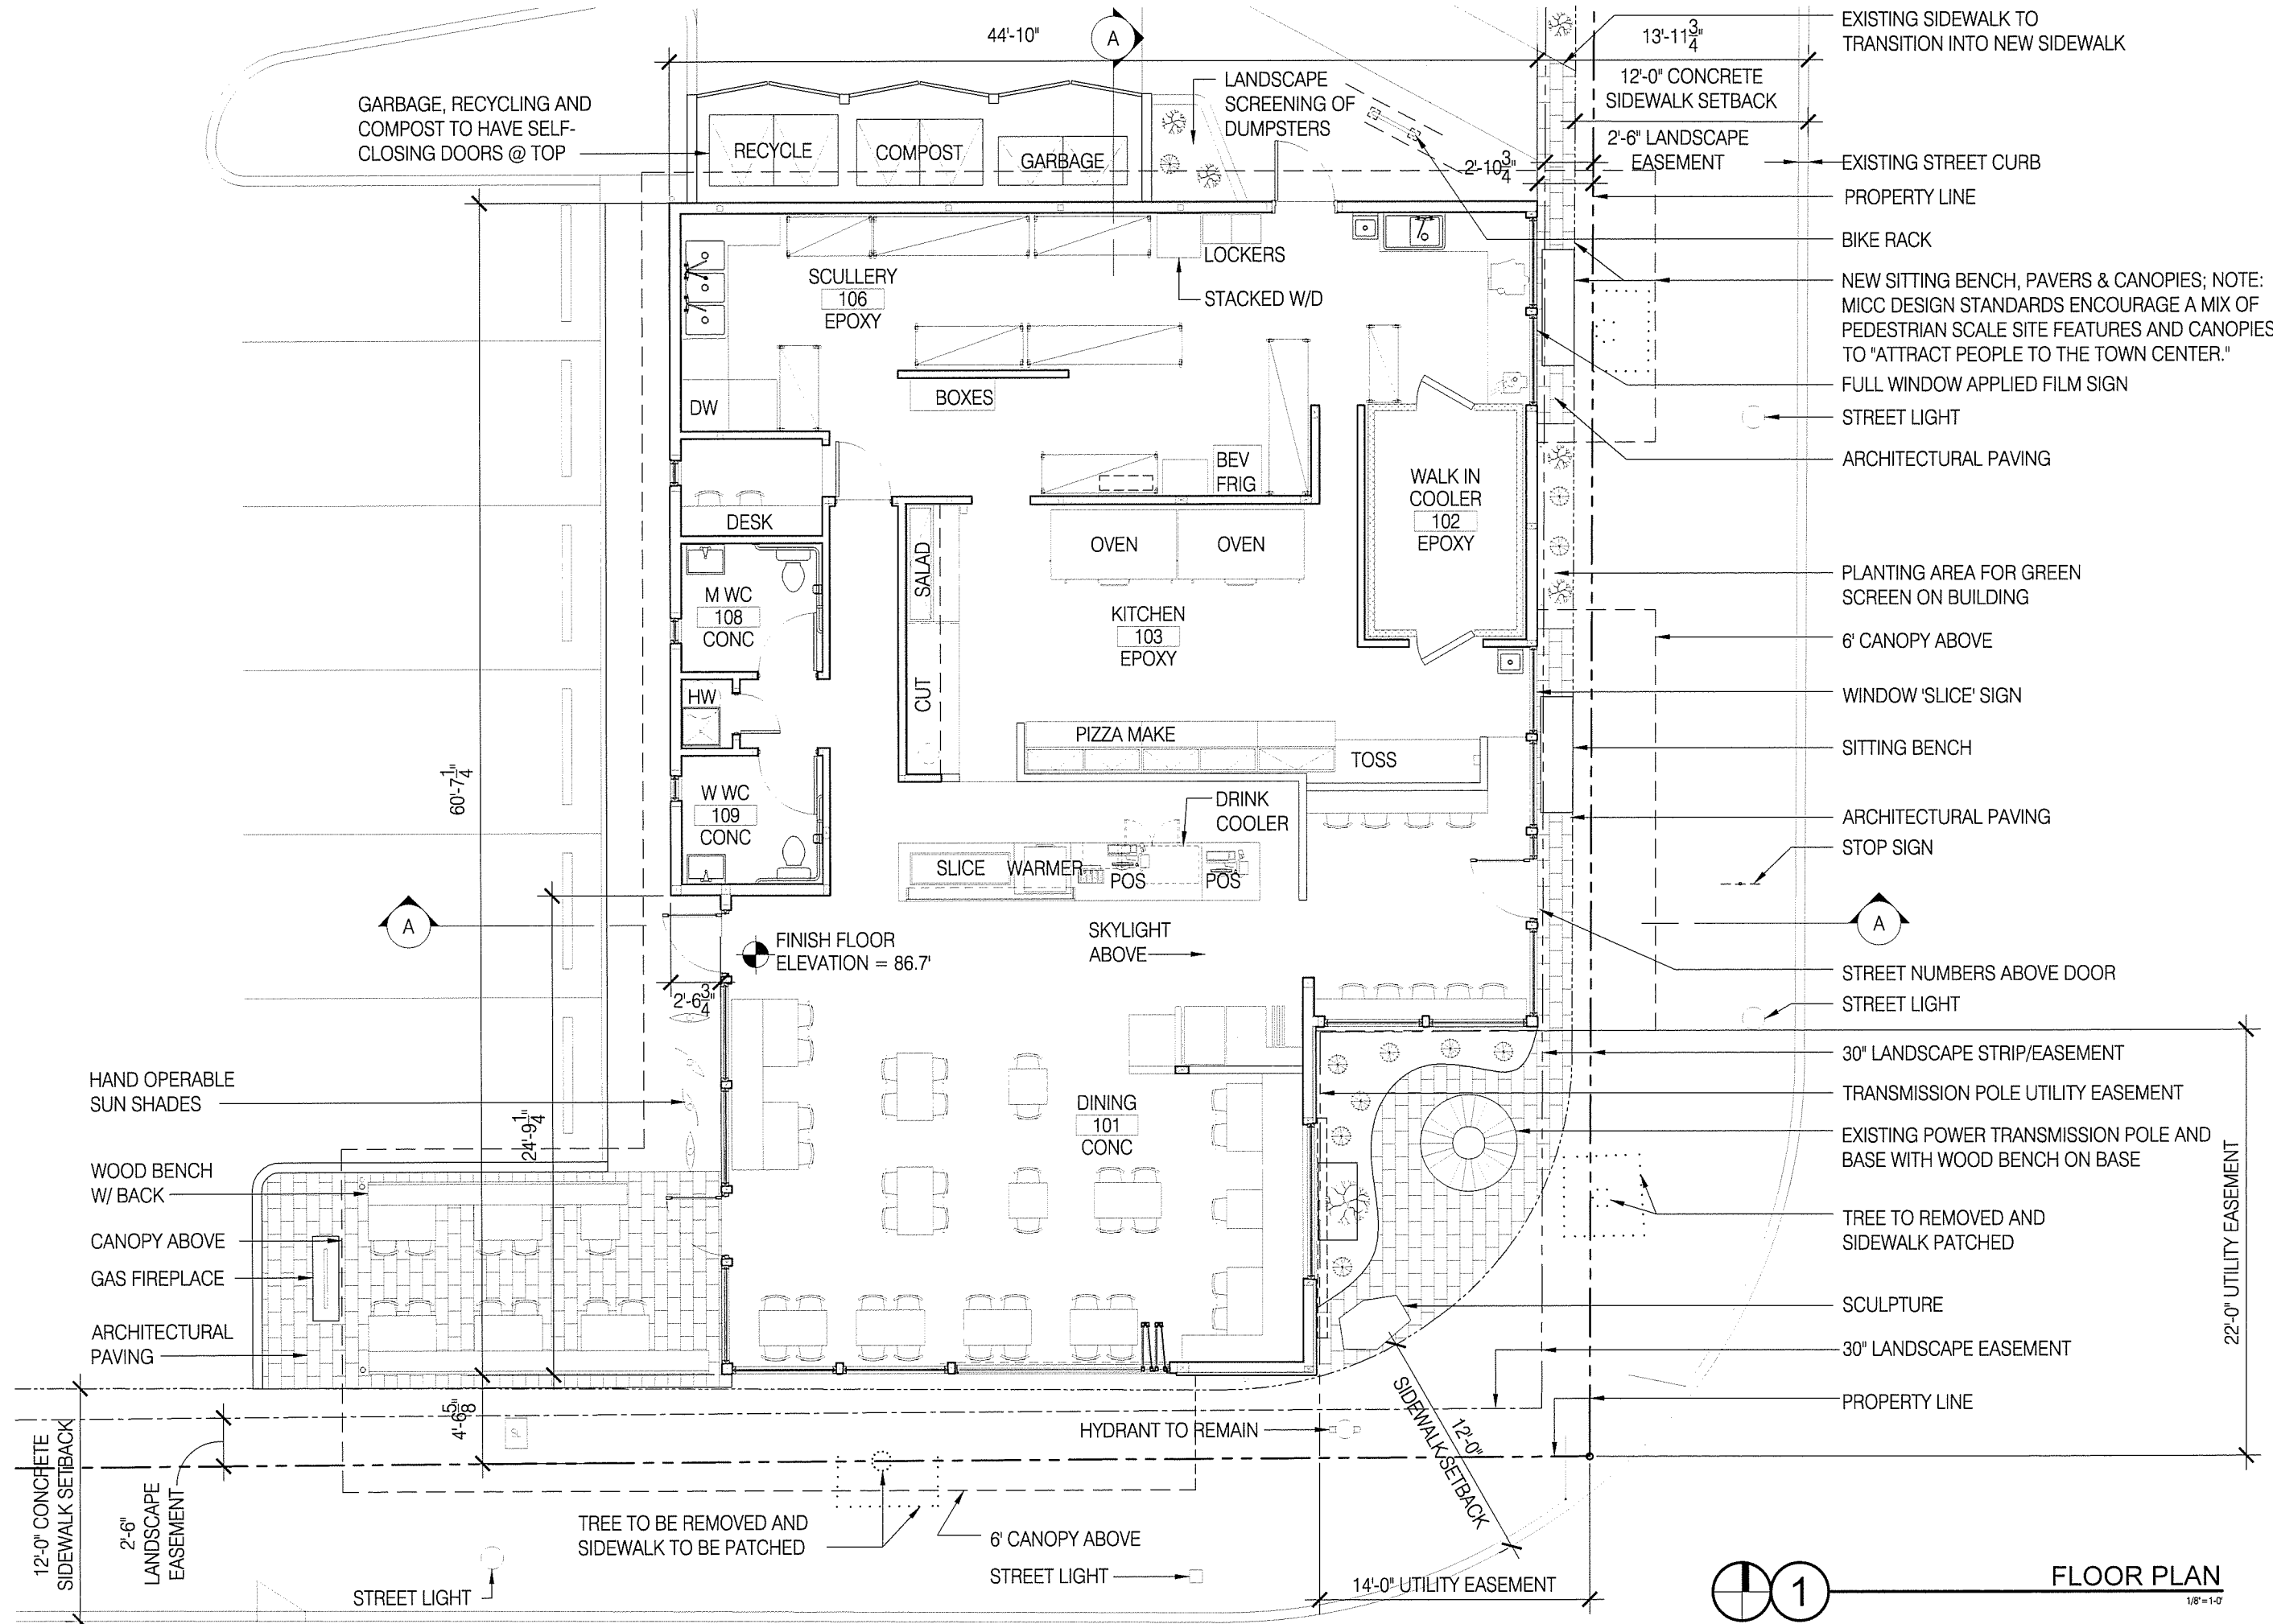 44'-10"
A
13'-11 3/4"
EXISTING SIDEWALK TO
TRANSITION INTO NEW SIDEWALK
12'-0" CONCRETE
SIDEWALK SETBACK
GARBAGE, RECYCLING AND
COMPOST TO HAVE SELF-
CLOSING DOORS @ TOP
LANDSCAPE
SCREENING OF
DUMPSTERS
RECYCLE
COMPOST
GARBAGE
2'-6" LANDSCAPE
EASEMENT
2'-10 3/4"
EXISTING STREET CURB
PROPERTY LINE
BIKE RACK
NEW SITTING BENCH, PAVERS & CANOPIES; NOTE:
MICC DESIGN STANDARDS ENCOURAGE A MIX OF
PEDESTRIAN SCALE SITE FEATURES AND CANOPIES
TO "ATTRACT PEOPLE TO THE TOWN CENTER."
FULL WINDOW APPLIED FILM SIGN
STREET LIGHT
ARCHITECTURAL PAVING
PLANTING AREA FOR GREEN
SCREEN ON BUILDING
6' CANOPY ABOVE
WINDOW 'SLICE' SIGN
SITTING BENCH
ARCHITECTURAL PAVING
STOP SIGN
A
STREET NUMBERS ABOVE DOOR
STREET LIGHT
30" LANDSCAPE STRIP/EASEMENT
TRANSMISSION POLE UTILITY EASEMENT
EXISTING POWER TRANSMISSION POLE AND
BASE WITH WOOD BENCH ON BASE
TREE TO REMOVED AND
SIDEWALK PATCHED
SCULPTURE
30" LANDSCAPE EASEMENT
PROPERTY LINE
22'-0" UTILITY EASEMENT
LOCKERS
STACKED W/D
SCULLERY
106
EPOXY
BOXES
DW
BEV
FRIG
DESK
WALK IN
COOLER
102
EPOXY
OVEN
OVEN
SALAD
CUT
KITCHEN
103
EPOXY
M WC
108
CONC
HW
W WC
109
CONC
PIZZA MAKE
TOSS
DRINK
COOLER
SLICE
WARMER
POS
POS
60'-7 1/4"
A
FINISH FLOOR
ELEVATION = 86.7'
SKYLIGHT
ABOVE
2'-6 3/4"
24'-9 1/4"
DINING
101
CONC
HAND OPERABLE
SUN SHADES
WOOD BENCH
W/ BACK
CANOPY ABOVE
GAS FIREPLACE
ARCHITECTURAL
PAVING
4'-6 5/8"
SL
12'-0" CONCRETE
SIDEWALK SETBACK
2'-6"
LANDSCAPE
EASEMENT
HYDRANT TO REMAIN
12'-0"
SIDEWALK SETBACK
TREE TO BE REMOVED AND
SIDEWALK TO BE PATCHED
6' CANOPY ABOVE
STREET LIGHT
STREET LIGHT
14'-0" UTILITY EASEMENT
1
FLOOR PLAN
1/8"=1'-0"